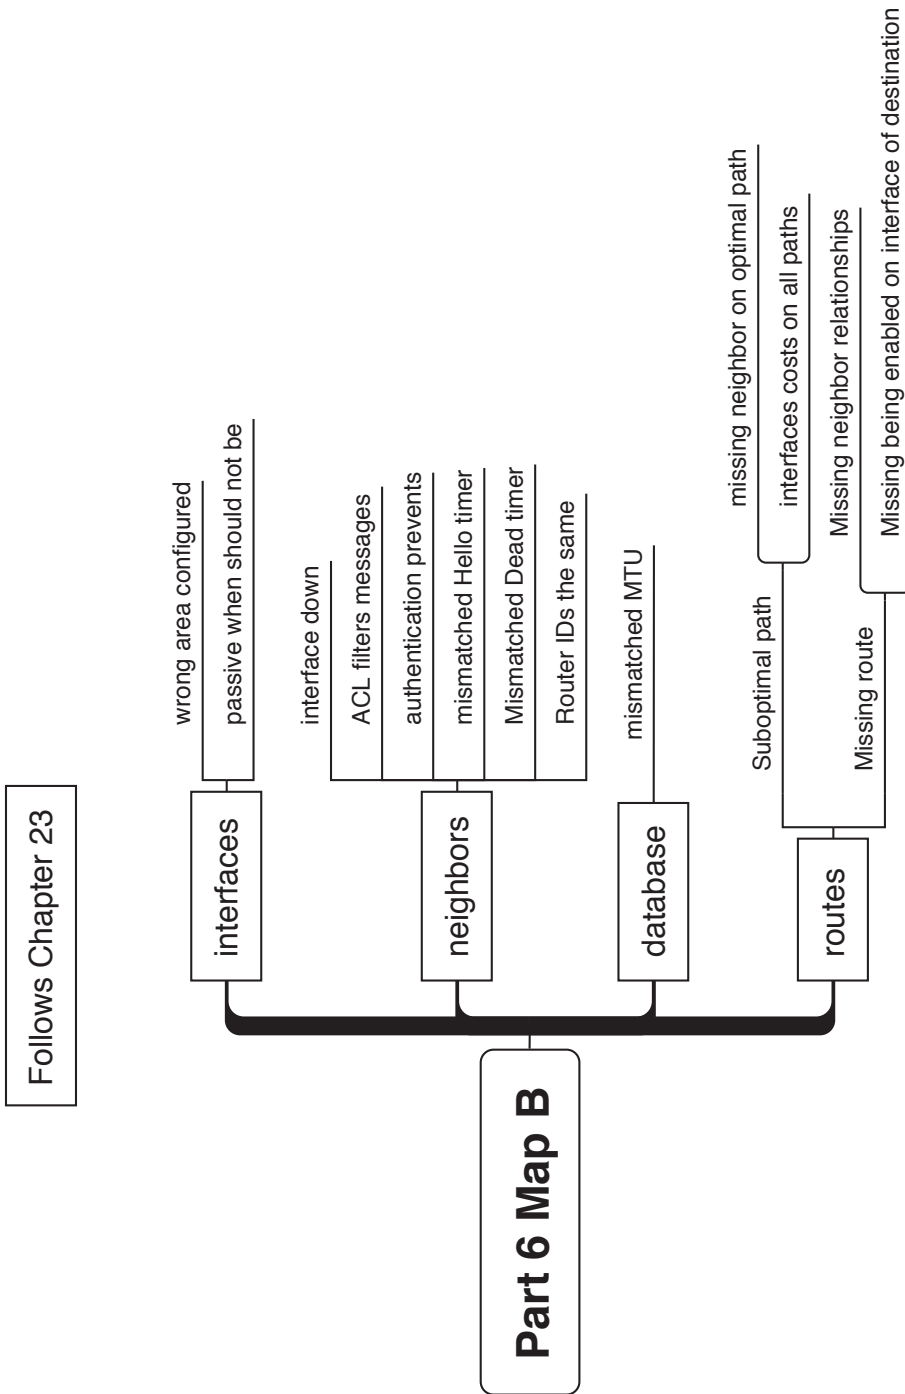 Follows Chapter 23
Part 6 Map B
interfaces
wrong area configured
passive when should not be
neighbors
interface down
ACL filters messages
authentication prevents
mismatched Hello timer
Mismatched Dead timer
Router IDs the same
database
mismatched MTU
routes
Suboptimal path
missing neighbor on optimal path
interfaces costs on all paths
Missing route
Missing neighbor relationships
Missing being enabled on interface of destination